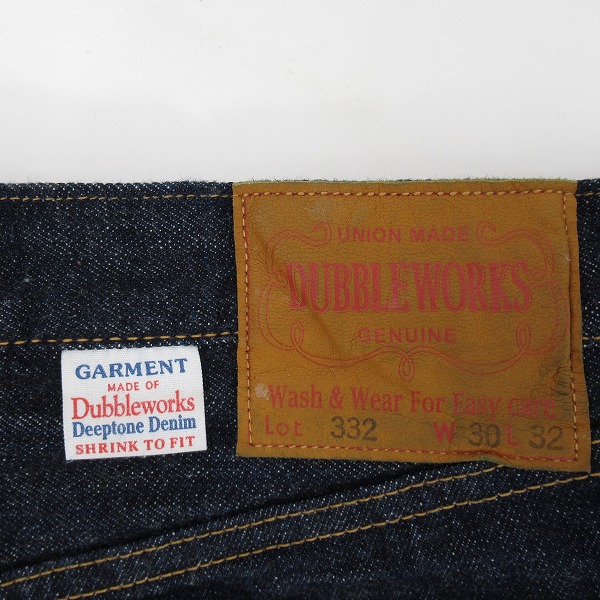 UNION MADE
DUBBLEWORKS
GENUINE
Wash & Wear For Easy care
Lot 332 W 30 L 32
GARMENT
MADE OF
Dubbleworks
Deeptone Denim
SHRINK TO FIT